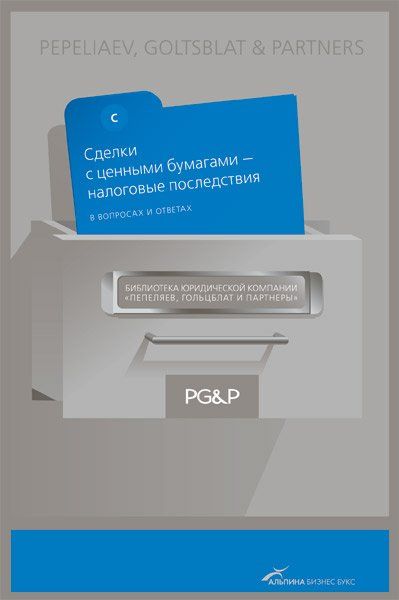 PEPELIAEV, GOLTSBLAT & PARTNERS
С
Сделки
с ценными бумагами –
налоговые последствия
В ВОПРОСАХ И ОТВЕТАХ
БИБЛИОТЕКА ЮРИДИЧЕСКОЙ КОМПАНИИ
«ПЕПЕЛЯЕВ, ГОЛЬЦБЛАТ И ПАРТНЕРЫ»
PG&P
АЛЬПИНА БИЗНЕС БУКС